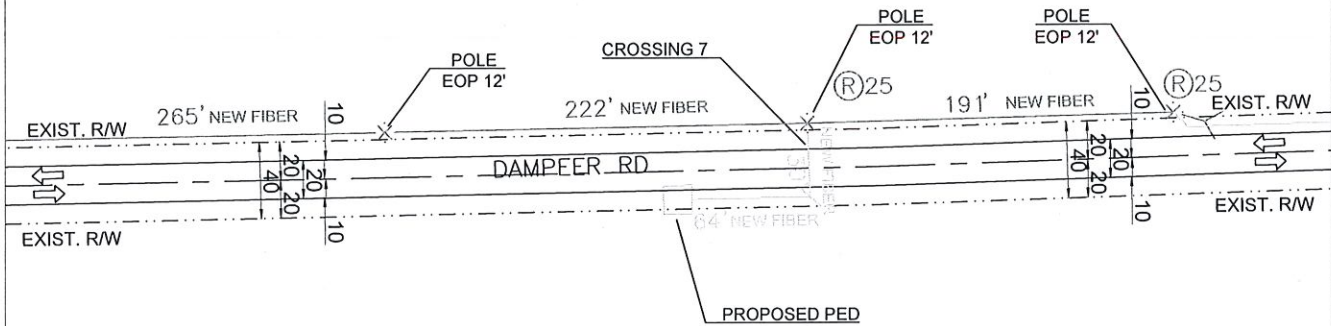 POLE
EOP 12'
POLE
EOP 12'
CROSSING 7
POLE
EOP 12'
Ⓡ25
Ⓡ25
265' NEW FIBER
222' NEW FIBER
191' NEW FIBER
EXIST. R/W
EXIST. R/W
10
10
20
40
20
20
DAMPEER RD
NEW FIBER
20
40
20
20
10
10
64' NEW FIBER
EXIST. R/W
EXIST. R/W
PROPOSED PED